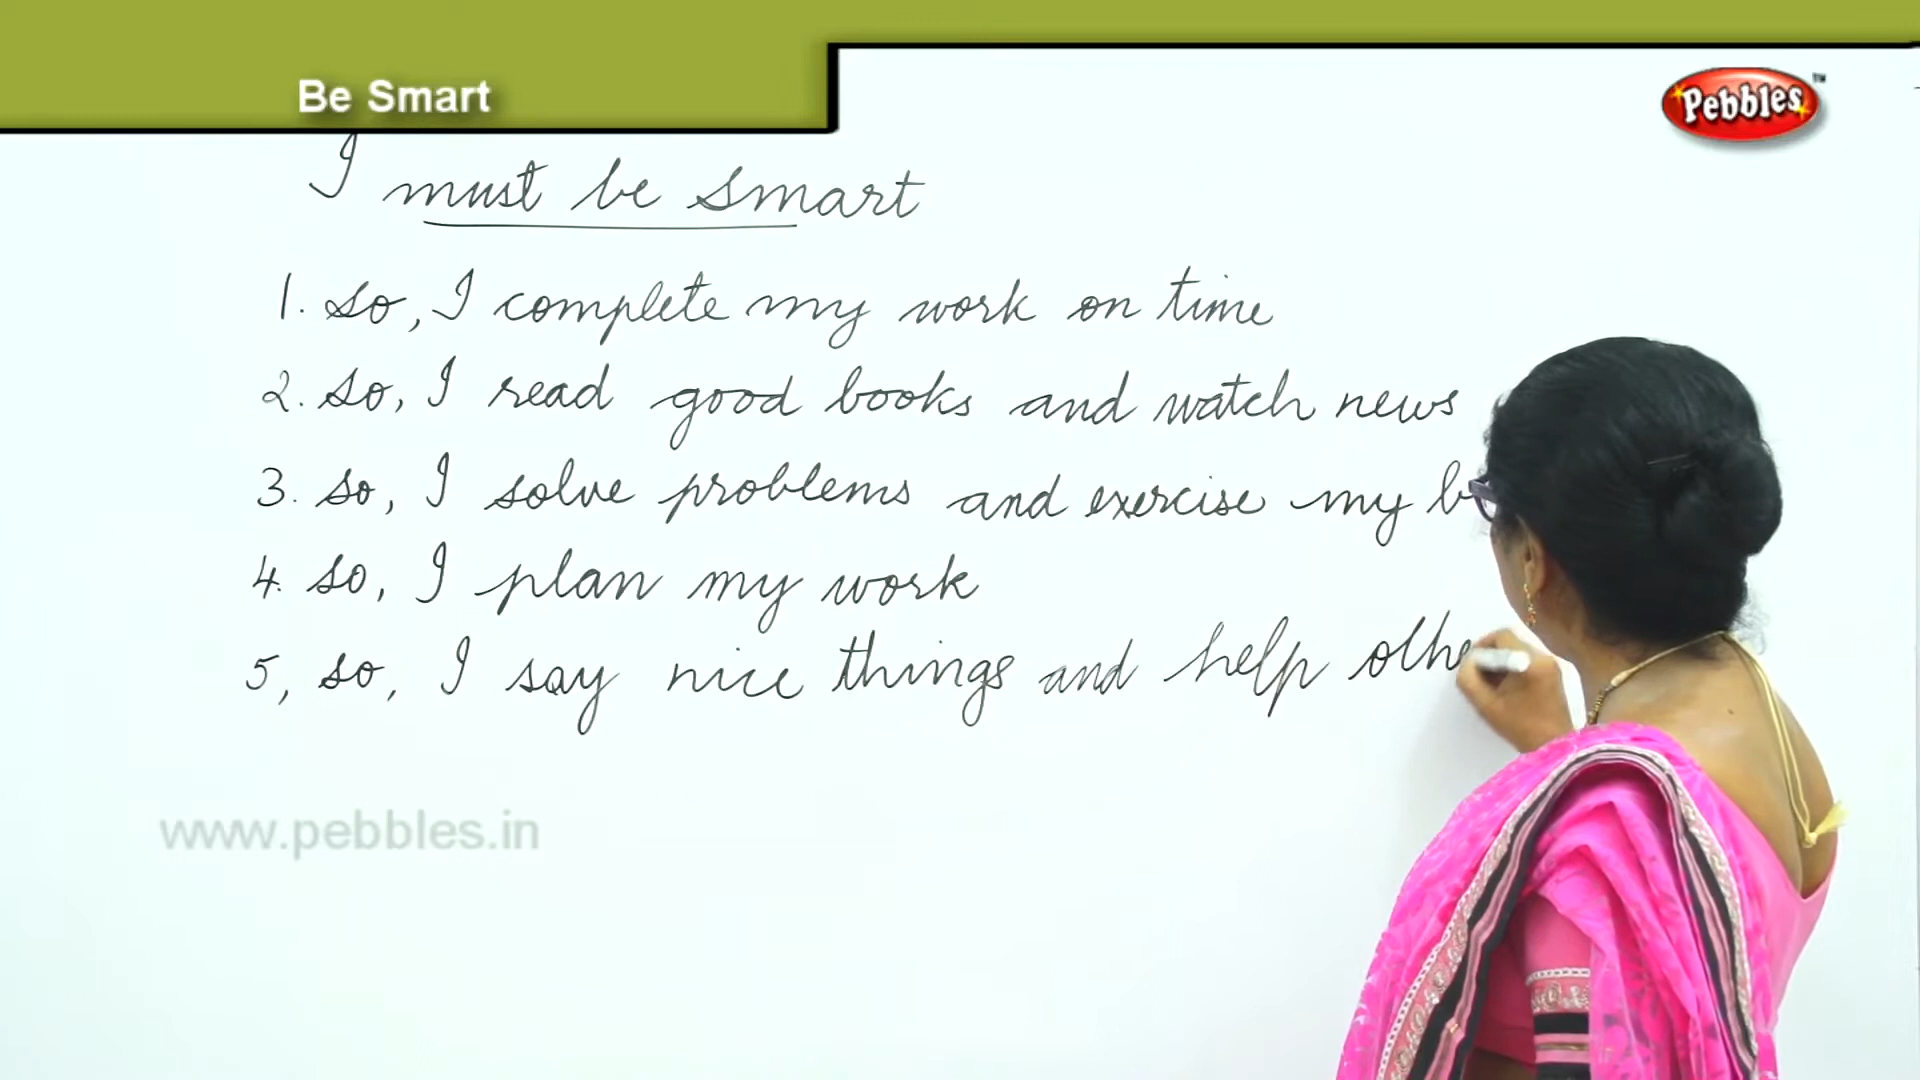 Be Smart
Pebbles™
I must be smart
1. so, I complete my work on time
2. so, I read good books and watch news
3. so, I solve problems and exercise my
4. so, I plan my work
5, so, I say nice things and help
www.pebbles.in